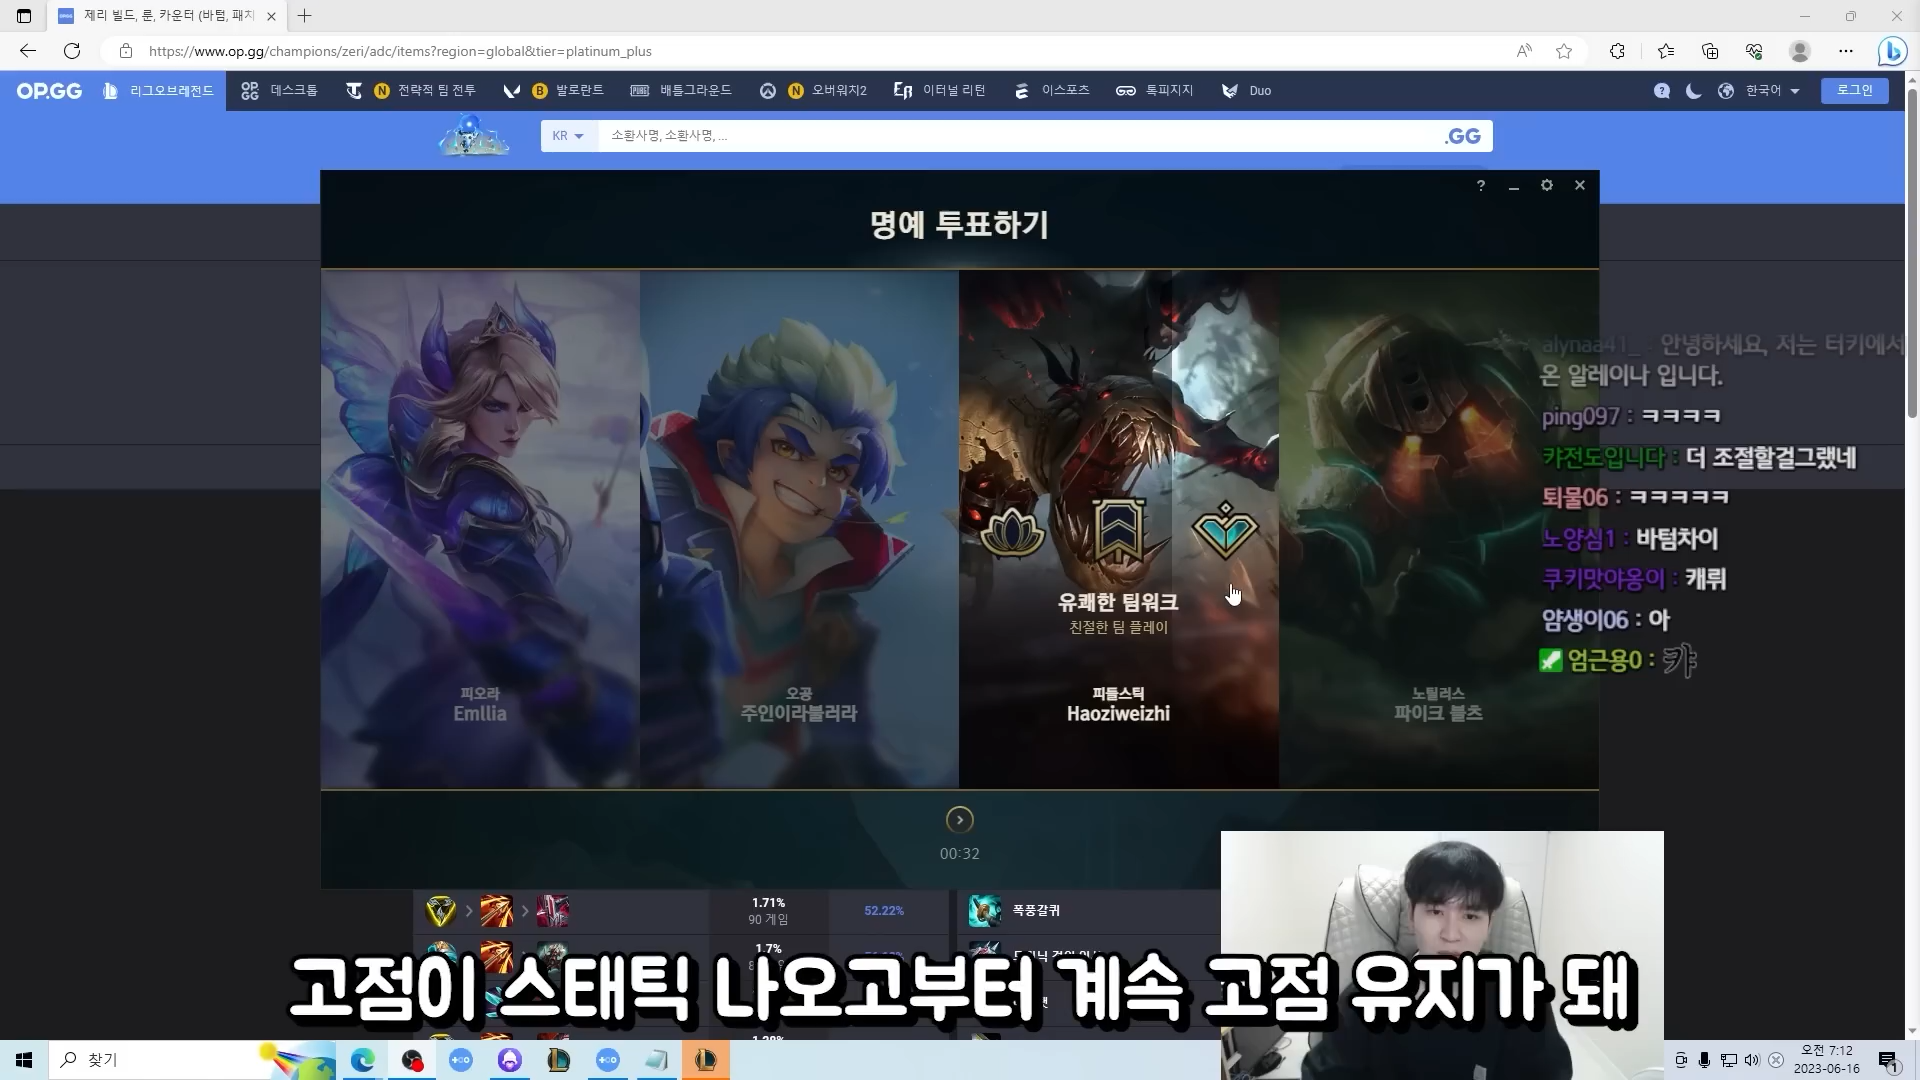 제리 빌드, 룬, 카운터 (바텀, 패치
https://www.op.gg/champions/zeri/adc/items?region=global&tier=platinum_plus
OP.GG
리그오브레전드
데스크톱
N 전략적 팀 전투
B 발로란트
배틀그라운드
N 오버워치2
이터널 리턴
이스포츠
톡피지지
Duo
한국어
로그인
KR
소환사명, 소환사명, ...
.GG
명예 투표하기
alynaa41_ : 안녕하세요, 저는 터키에서
온 알레이나 입니다.
ping097 : ㅋㅋㅋㅋ
캬전도입니다 : 더 조절할걸그랬네
퇴물06 : ㅋㅋㅋㅋㅋ
노양심1 : 바텀차이
쿠키맛야옹이 : 캐뤼
얌생이06 : 아
엄근용0 : 캬
유쾌한 팀워크
친절한 팀 플레이
피오라
Emllia
오공
주인이라불러라
피들스틱
Haoziweizhi
노틸러스
파이크 블츠
00:32
1.71%
90 게임
52.22%
폭풍갈퀴
1.7%
고점이 스태틱 나오고부터 계속 고점 유지가 돼
찾기
오전 7:12
2023-06-16
1